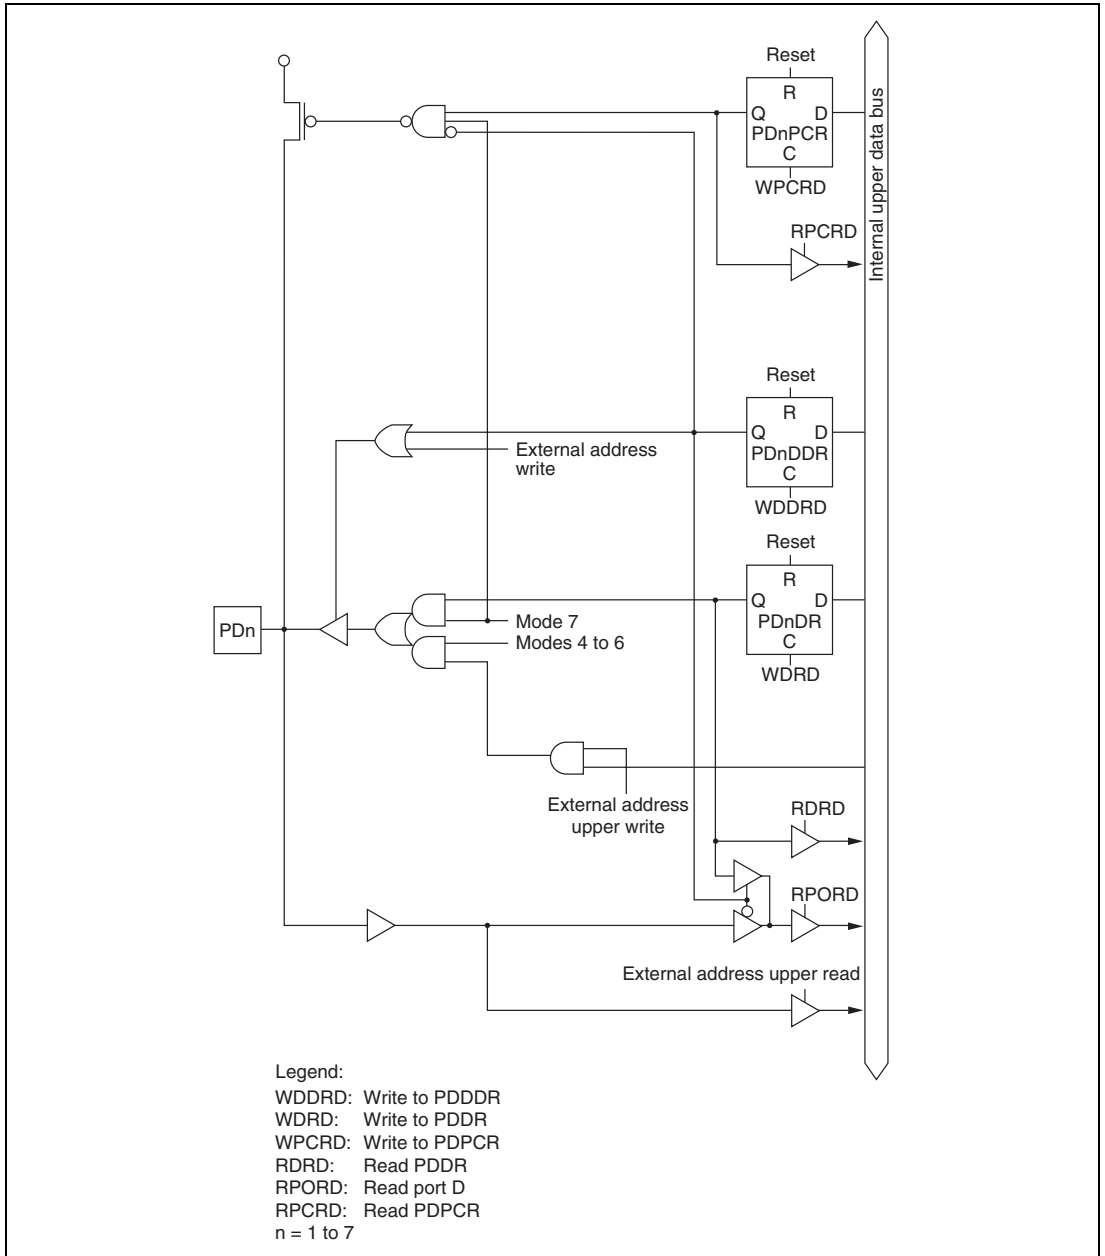 Reset
R
Q D
PDnPCR
C
WPCRD
Internal upper data bus
RPCRD
Reset
R
Q D
PDnDDR
C
WDDRD
External address
write
Reset
R
Q D
PDnDR
C
WDRD
PDn
Mode 7
Modes 4 to 6
External address
upper write
RDRD
RPORD
External address upper read
Legend:
WDDRD: Write to PDDDR
WDRD: Write to PDDR
WPCRD: Write to PDPCR
RDRD: Read PDDR
RPORD: Read port D
RPCRD: Read PDPCR
n = 1 to 7